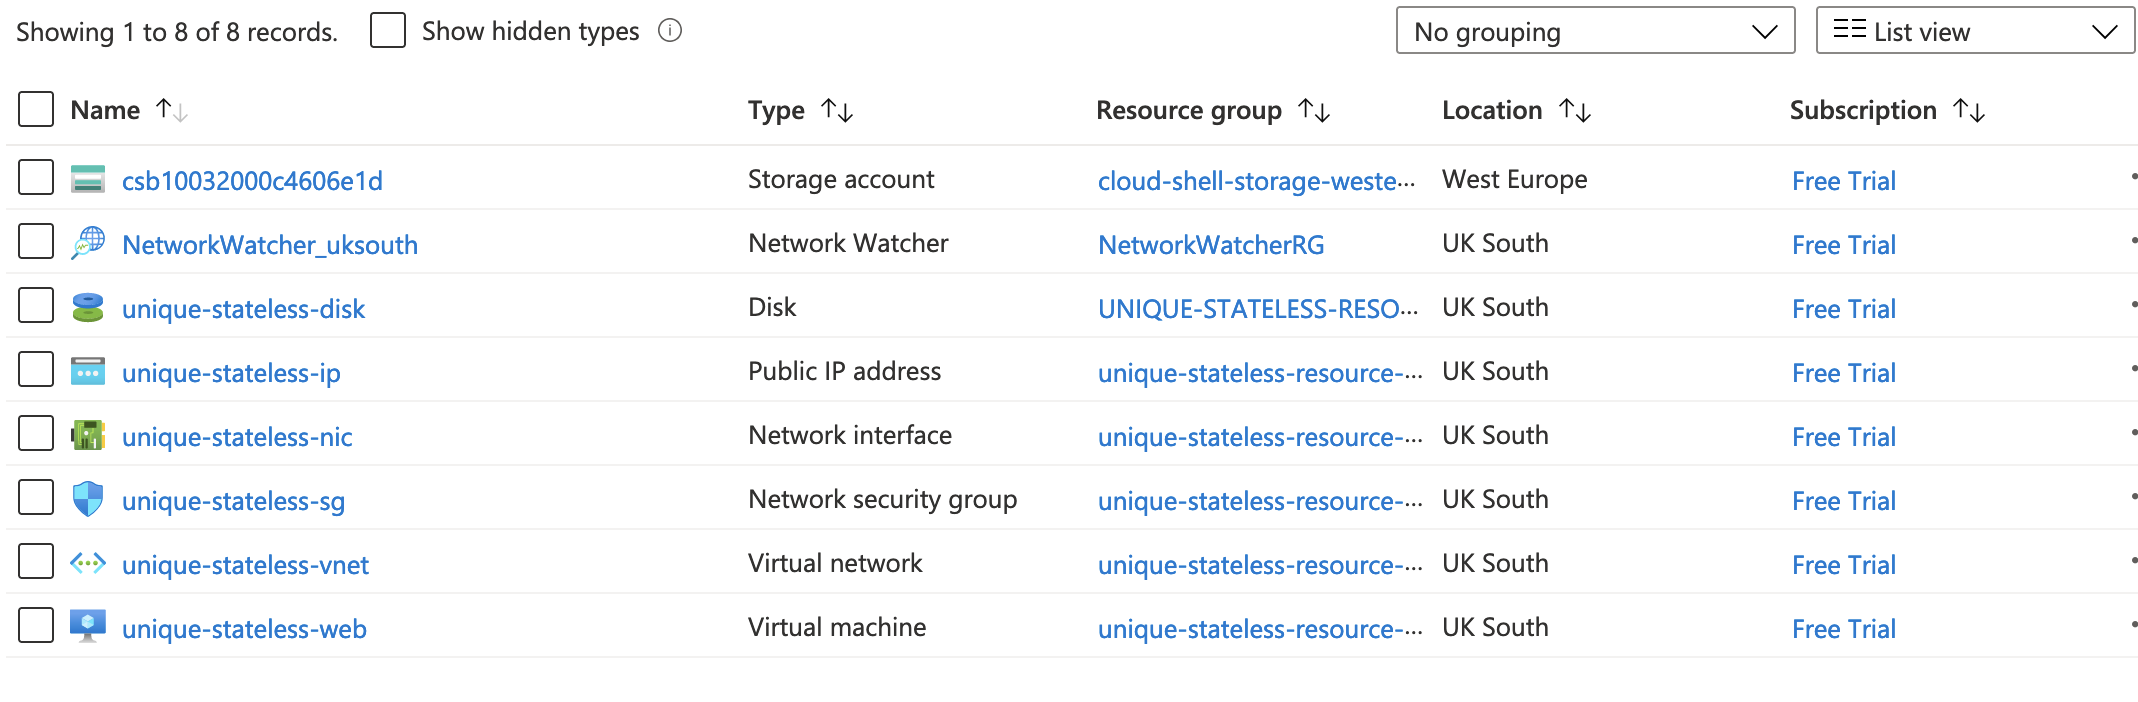 Showing 1 to 8 of 8 records. Show hidden types No grouping List view
Name Type Resource group Location Subscription
csb10032000c4606e1d Storage account cloud-shell-storage-weste··· West Europe Free Trial
NetworkWatcher_uksouth Network Watcher NetworkWatcherRG UK South Free Trial
unique-stateless-disk Disk UNIQUE-STATELESS-RESO··· UK South Free Trial
unique-stateless-ip Public IP address unique-stateless-resource-··· UK South Free Trial
unique-stateless-nic Network interface unique-stateless-resource-··· UK South Free Trial
unique-stateless-sg Network security group unique-stateless-resource-··· UK South Free Trial
unique-stateless-vnet Virtual network unique-stateless-resource-··· UK South Free Trial
unique-stateless-web Virtual machine unique-stateless-resource-··· UK South Free Trial